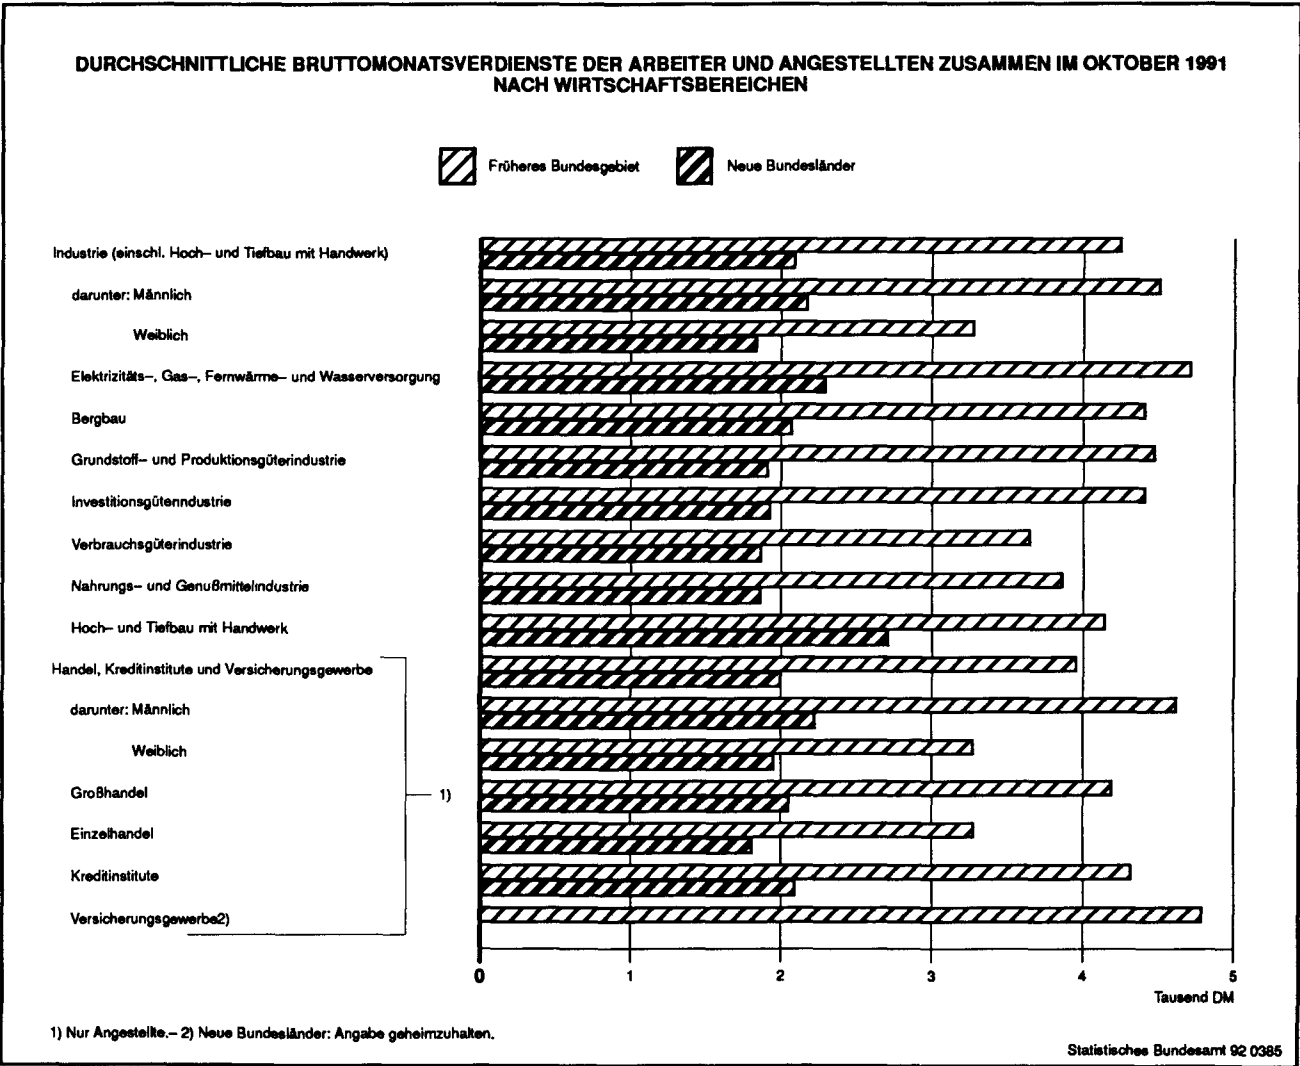 DURCHSCHNITTLICHE BRUTTOMONATSVERDIENSTE DER ARBEITER UND ANGESTELLTEN ZUSAMMEN IM OKTOBER 1991
NACH WIRTSCHAFTSBEREICHEN
Früheres Bundesgebiet
Neue Bundesländer
Industrie (einschl. Hoch– und Tiefbau mit Handwerk)
darunter: Männlich
Weiblich
Elektrizitäts–, Gas–, Fernwärme– und Wasserversorgung
Bergbau
Grundstoff– und Produktionsgüterindustrie
Investitionsgüterindustrie
Verbrauchsgüterindustrie
Nahrungs– und Genußmittelindustrie
Hoch– und Tiefbau mit Handwerk
Handel, Kreditinstitute und Versicherungsgewerbe
darunter: Männlich
Weiblich
Großhandel
1)
Einzelhandel
Kreditinstitute
Versicherungsgewerbe2)
0 1 2 3 4 5
Tausend DM
1) Nur Angestellte.– 2) Neue Bundesländer: Angabe geheimzuhalten.
Statistisches Bundesamt 92 0385